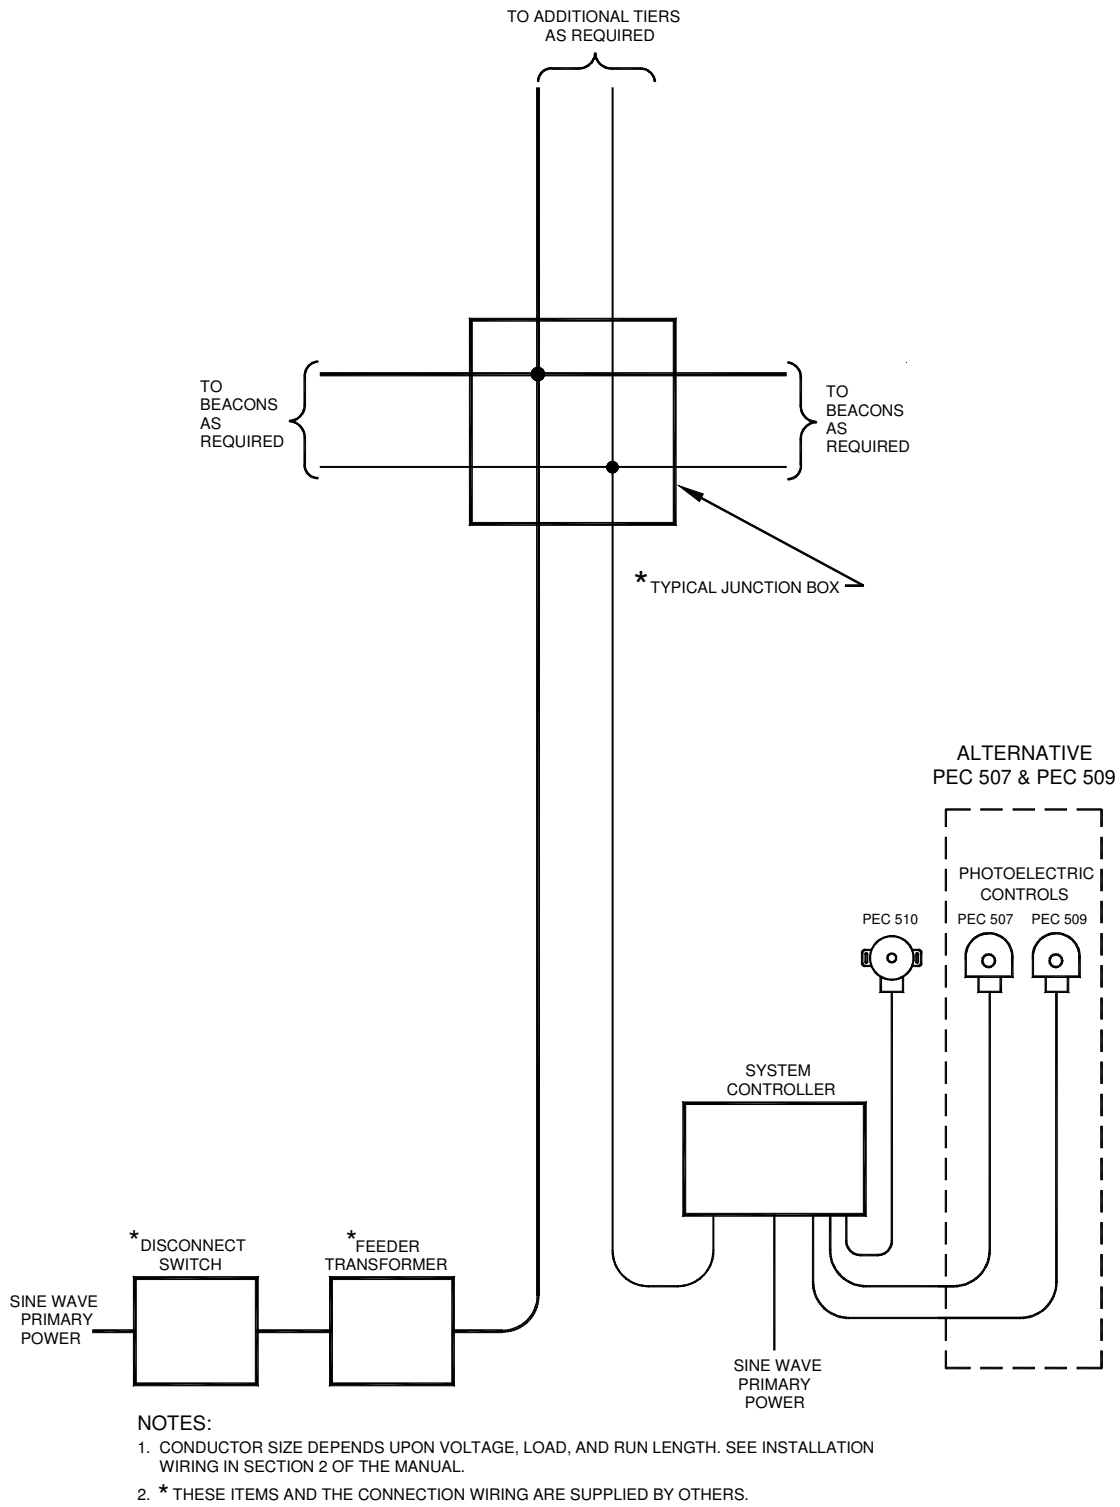 TO ADDITIONAL TIERS
AS REQUIRED
TO
BEACONS
AS
REQUIRED
TO
BEACONS
AS
REQUIRED
* TYPICAL JUNCTION BOX
ALTERNATIVE
PEC 507 & PEC 509
PHOTOELECTRIC
CONTROLS
PEC 510
PEC 507
PEC 509
SYSTEM
CONTROLLER
* DISCONNECT
SWITCH
* FEEDER
TRANSFORMER
SINE WAVE
PRIMARY
POWER
SINE WAVE
PRIMARY
POWER
NOTES:
1. CONDUCTOR SIZE DEPENDS UPON VOLTAGE, LOAD, AND RUN LENGTH. SEE INSTALLATION
WIRING IN SECTION 2 OF THE MANUAL.
2. * THESE ITEMS AND THE CONNECTION WIRING ARE SUPPLIED BY OTHERS.